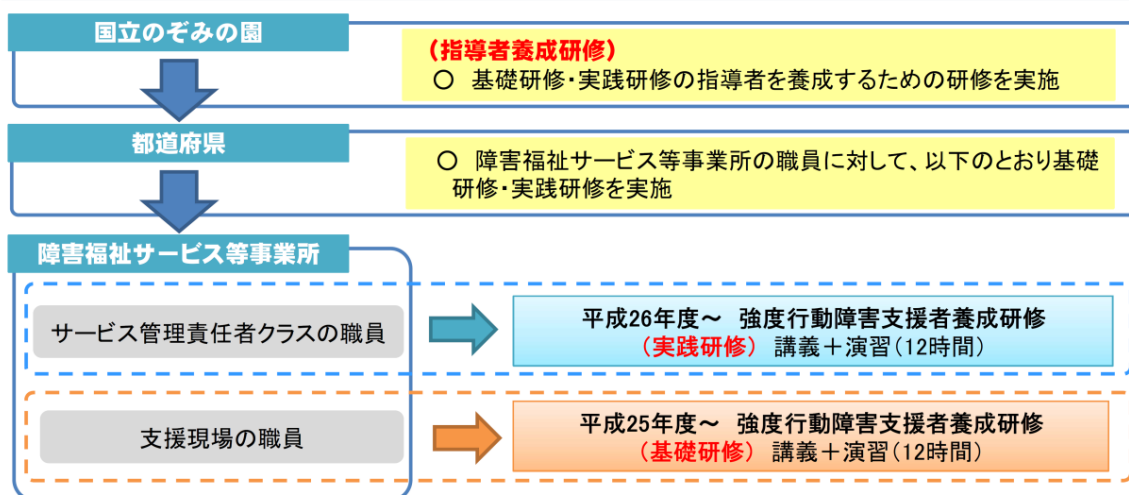 国立のぞみの園
(指導者養成研修)
○ 基礎研修・実践研修の指導者を養成するための研修を実施
都道府県
○ 障害福祉サービス等事業所の職員に対して、以下のとおり基礎
研修・実践研修を実施
障害福祉サービス等事業所
サービス管理責任者クラスの職員
平成26年度～ 強度行動障害支援者養成研修
(実践研修) 講義＋演習(12時間)
支援現場の職員
平成25年度～ 強度行動障害支援者養成研修
(基礎研修) 講義＋演習(12時間)